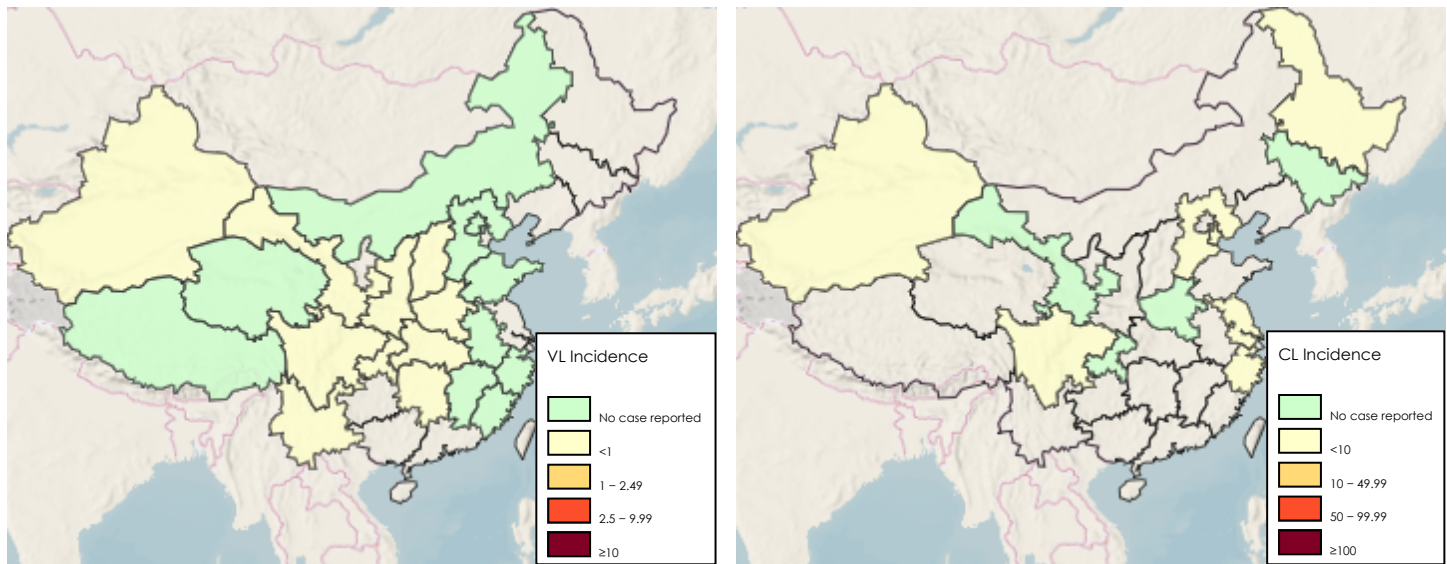 VL Incidence
No case reported
<1
1 – 2.49
2.5 – 9.99
≥10
CL Incidence
No case reported
<10
10 – 49.99
50 – 99.99
≥100